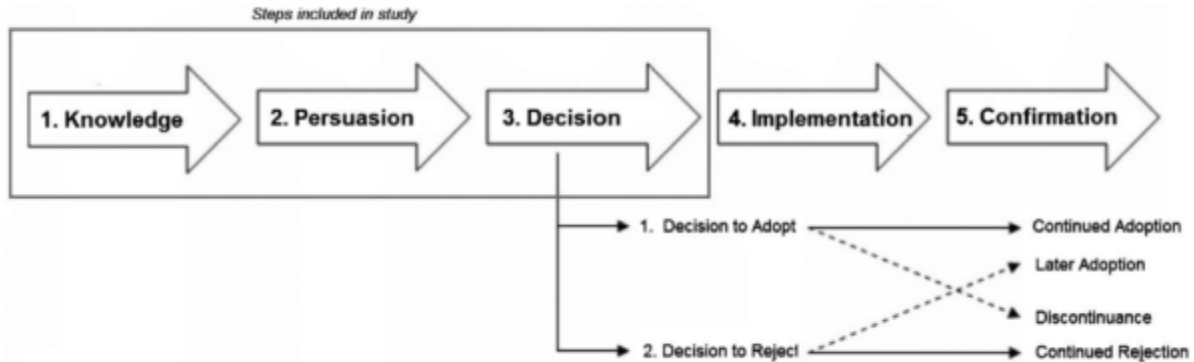 Steps included in study
1. Knowledge
2. Persuasion
3. Decision
4. Implementation
5. Confirmation
1. Decision to Adopt
Continued Adoption
Later Adoption
Discontinuance
2. Decision to Reject
Continued Rejection